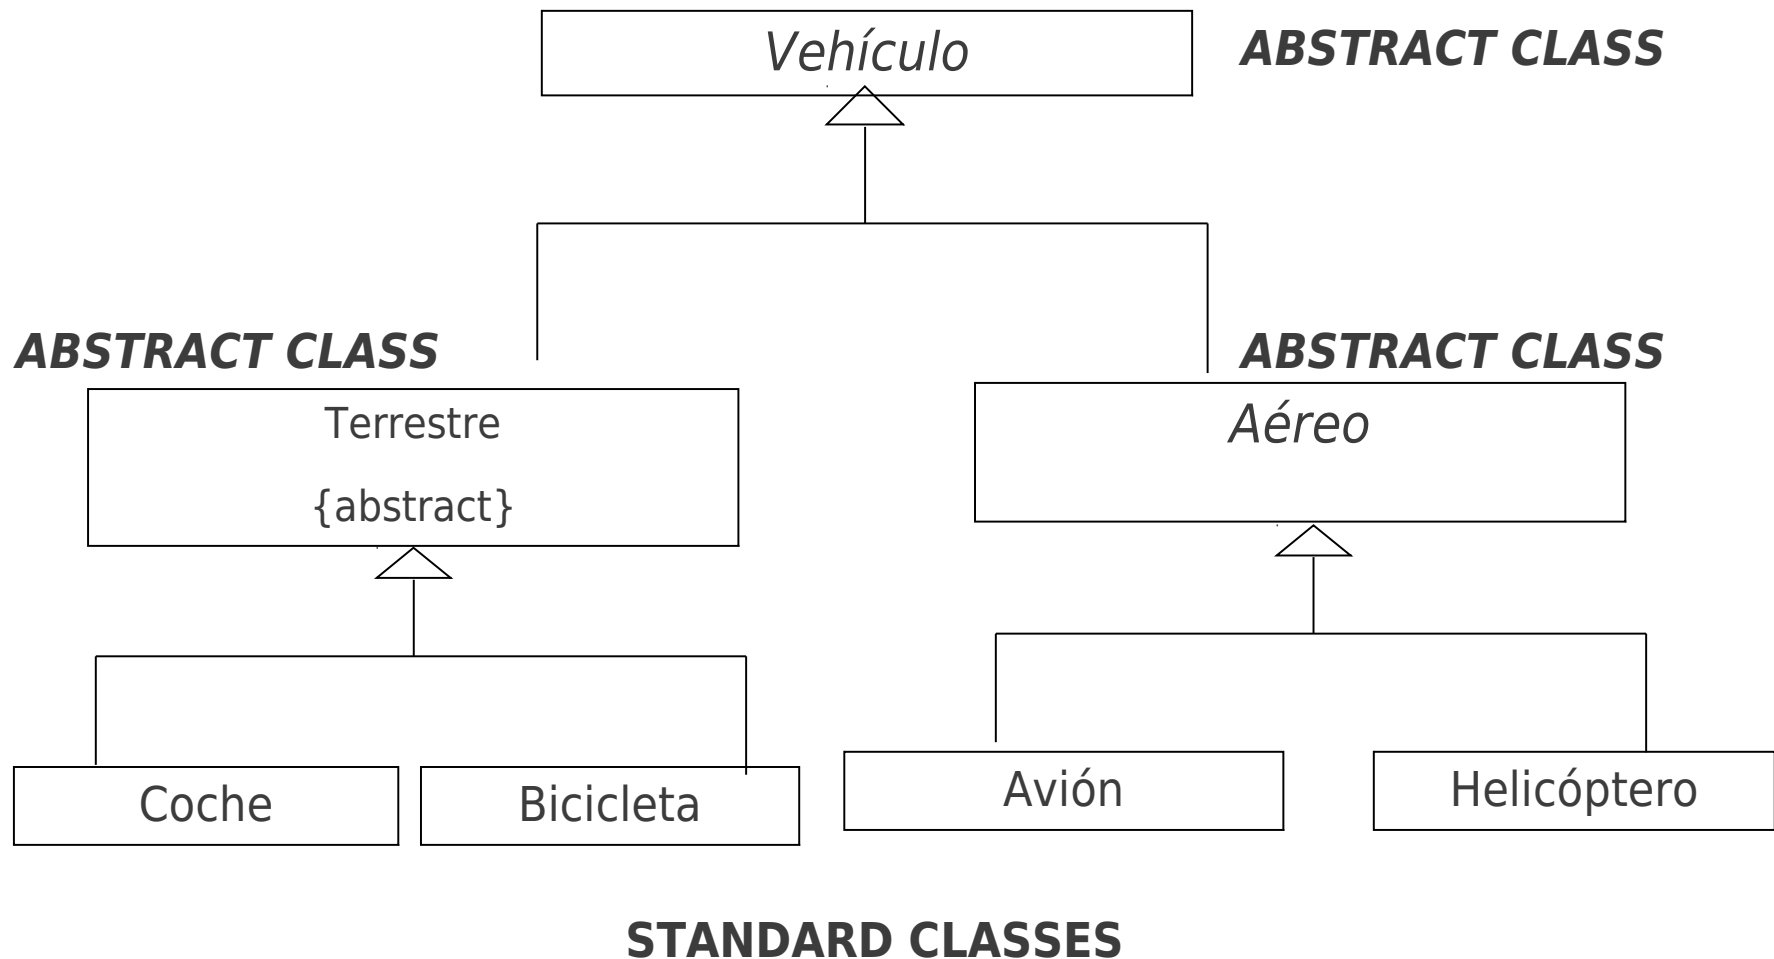 Vehículo
ABSTRACT CLASS
ABSTRACT CLASS
ABSTRACT CLASS
Terrestre
{abstract}
Aéreo
Coche
Bicicleta
Avión
Helicóptero
STANDARD CLASSES